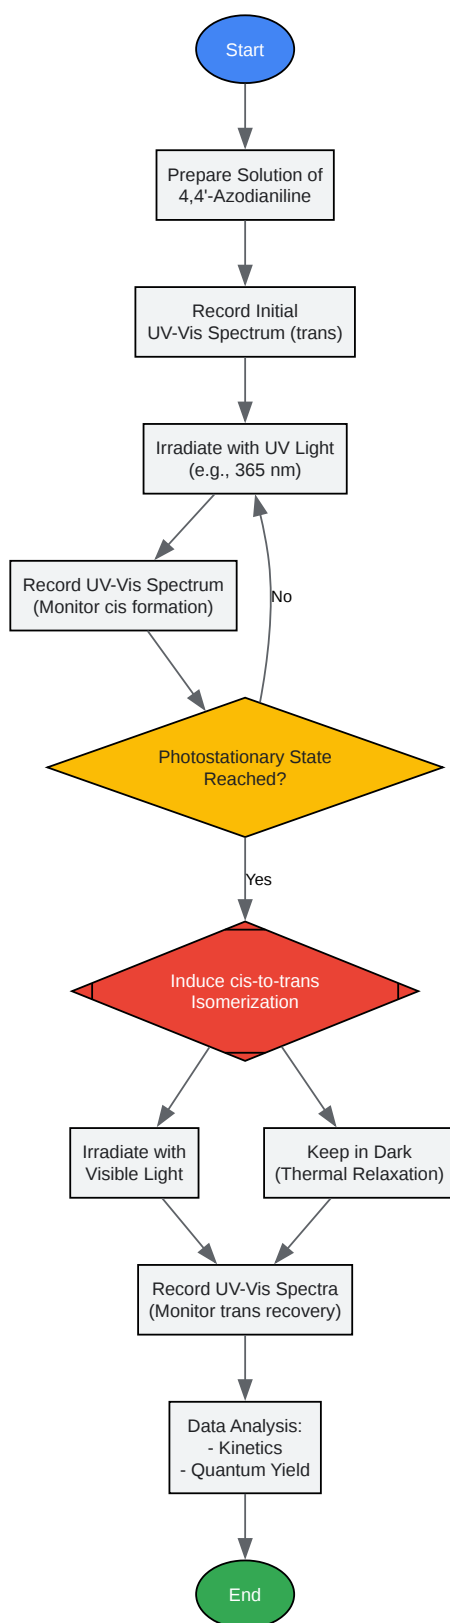 Start
Prepare Solution of
4,4'-Azodianiline
Record Initial
UV-Vis Spectrum (trans)
Irradiate with UV Light
(e.g., 365 nm)
Record UV-Vis Spectrum
(Monitor cis formation)
No
Photostationary State
Reached?
Yes
Induce cis-to-trans
Isomerization
Irradiate with
Visible Light
Keep in Dark
(Thermal Relaxation)
Record UV-Vis Spectra
(Monitor trans recovery)
Data Analysis:
- Kinetics
- Quantum Yield
End